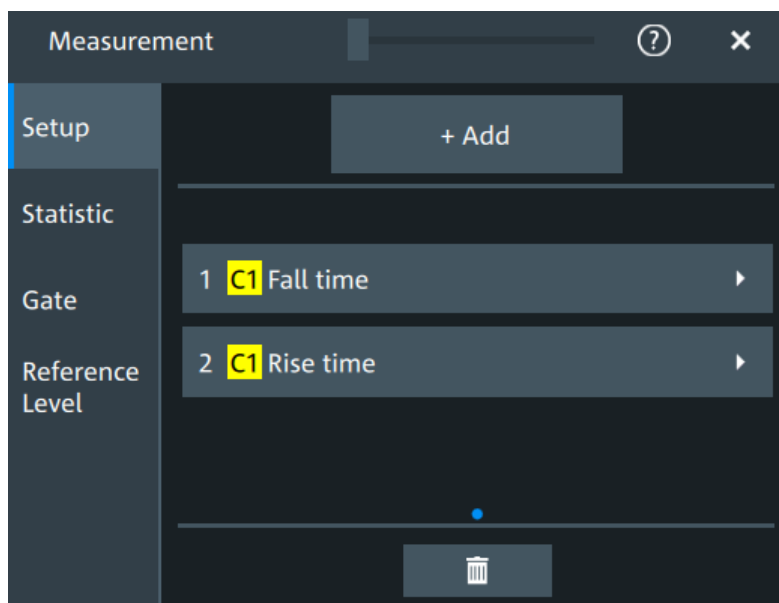 Measurement
?
Setup
+ Add
Statistic
1 C1 Fall time
Gate
2 C1 Rise time
Reference
Level